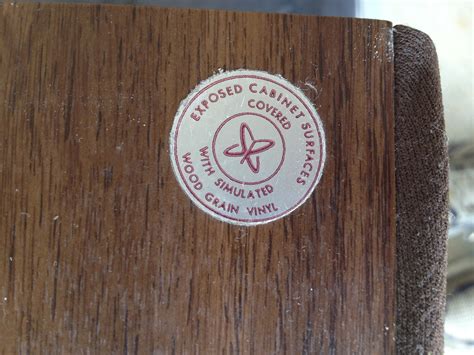 EXPOSED CABINET SURFACES
COVERED
WITH SIMULATED
WOOD GRAIN VINYL